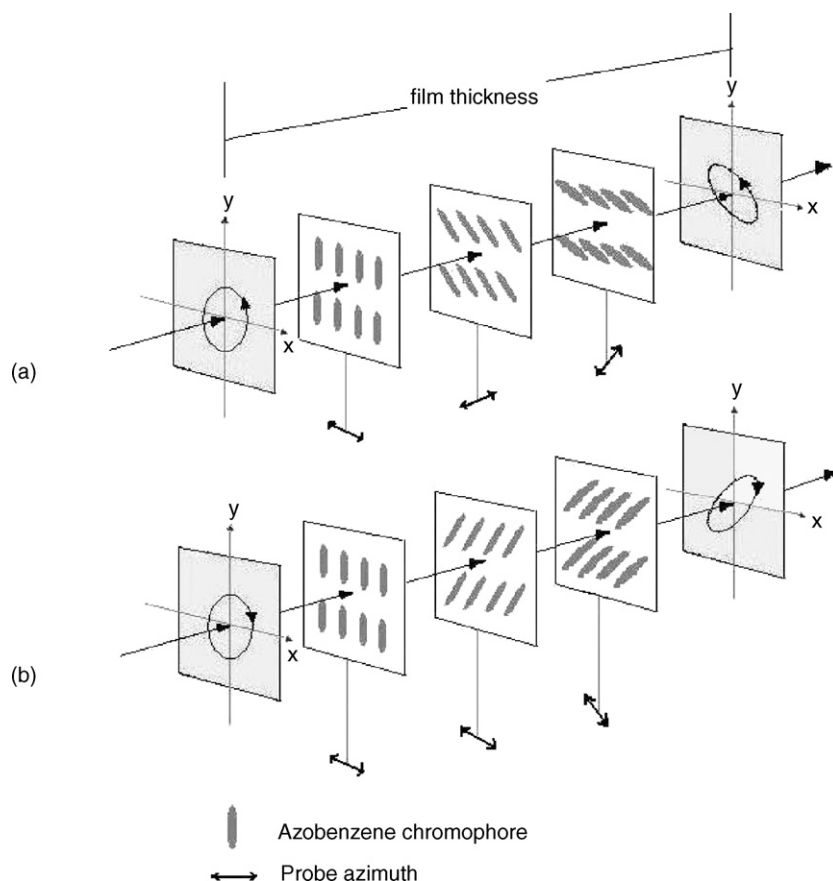 film thickness
y
x
y
x
(a)
y
x
y
x
(b)
Azobenzene chromophore
Probe azimuth